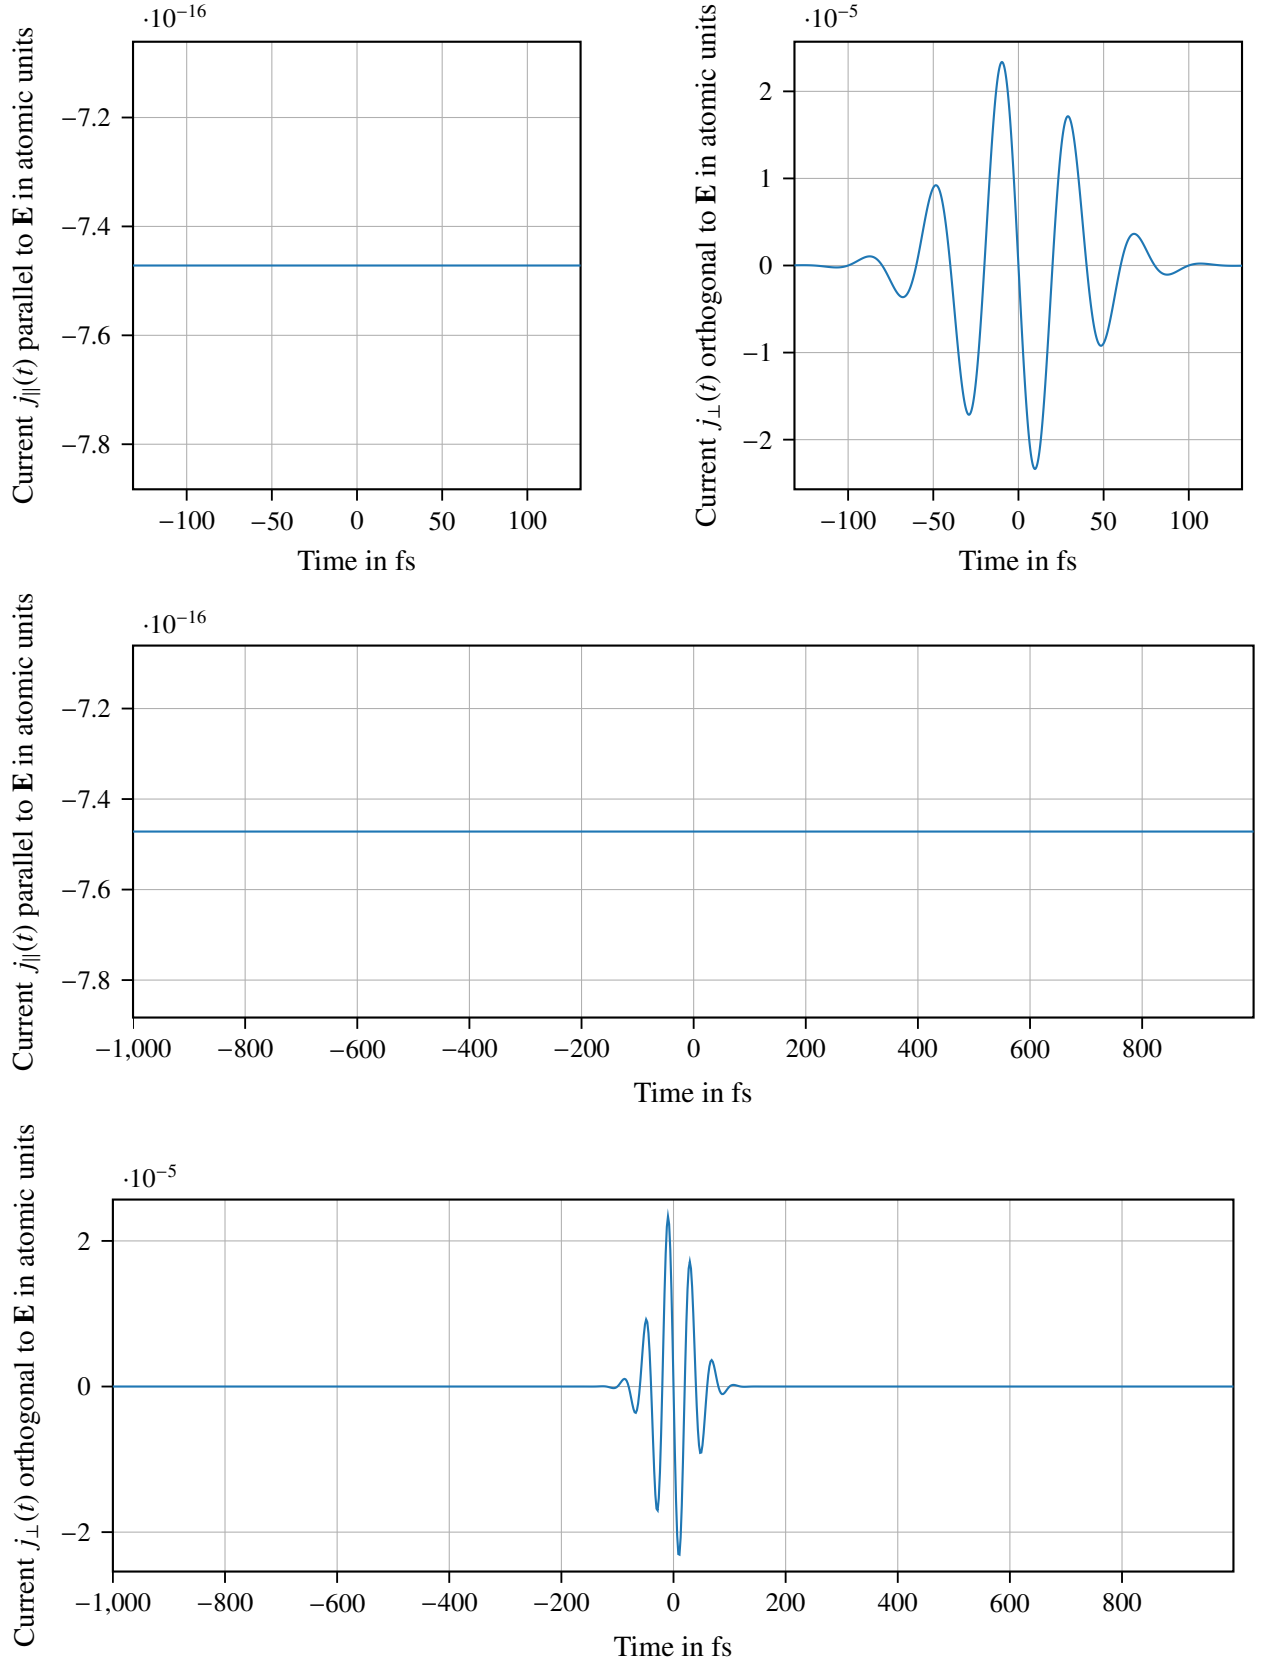 ·10⁻¹⁶
Current j∥(t) parallel to E in atomic units
−7.2
−7.4
−7.6
−7.8
−100 −50 0 50 100
Time in fs
·10⁻⁵
Current j⊥(t) orthogonal to E in atomic units
2
1
0
−1
−2
−100 −50 0 50 100
Time in fs
·10⁻¹⁶
Current j∥(t) parallel to E in atomic units
−7.2
−7.4
−7.6
−7.8
−1,000 −800 −600 −400 −200 0 200 400 600 800
Time in fs
·10⁻⁵
Current j⊥(t) orthogonal to E in atomic units
2
0
−2
−1,000 −800 −600 −400 −200 0 200 400 600 800
Time in fs